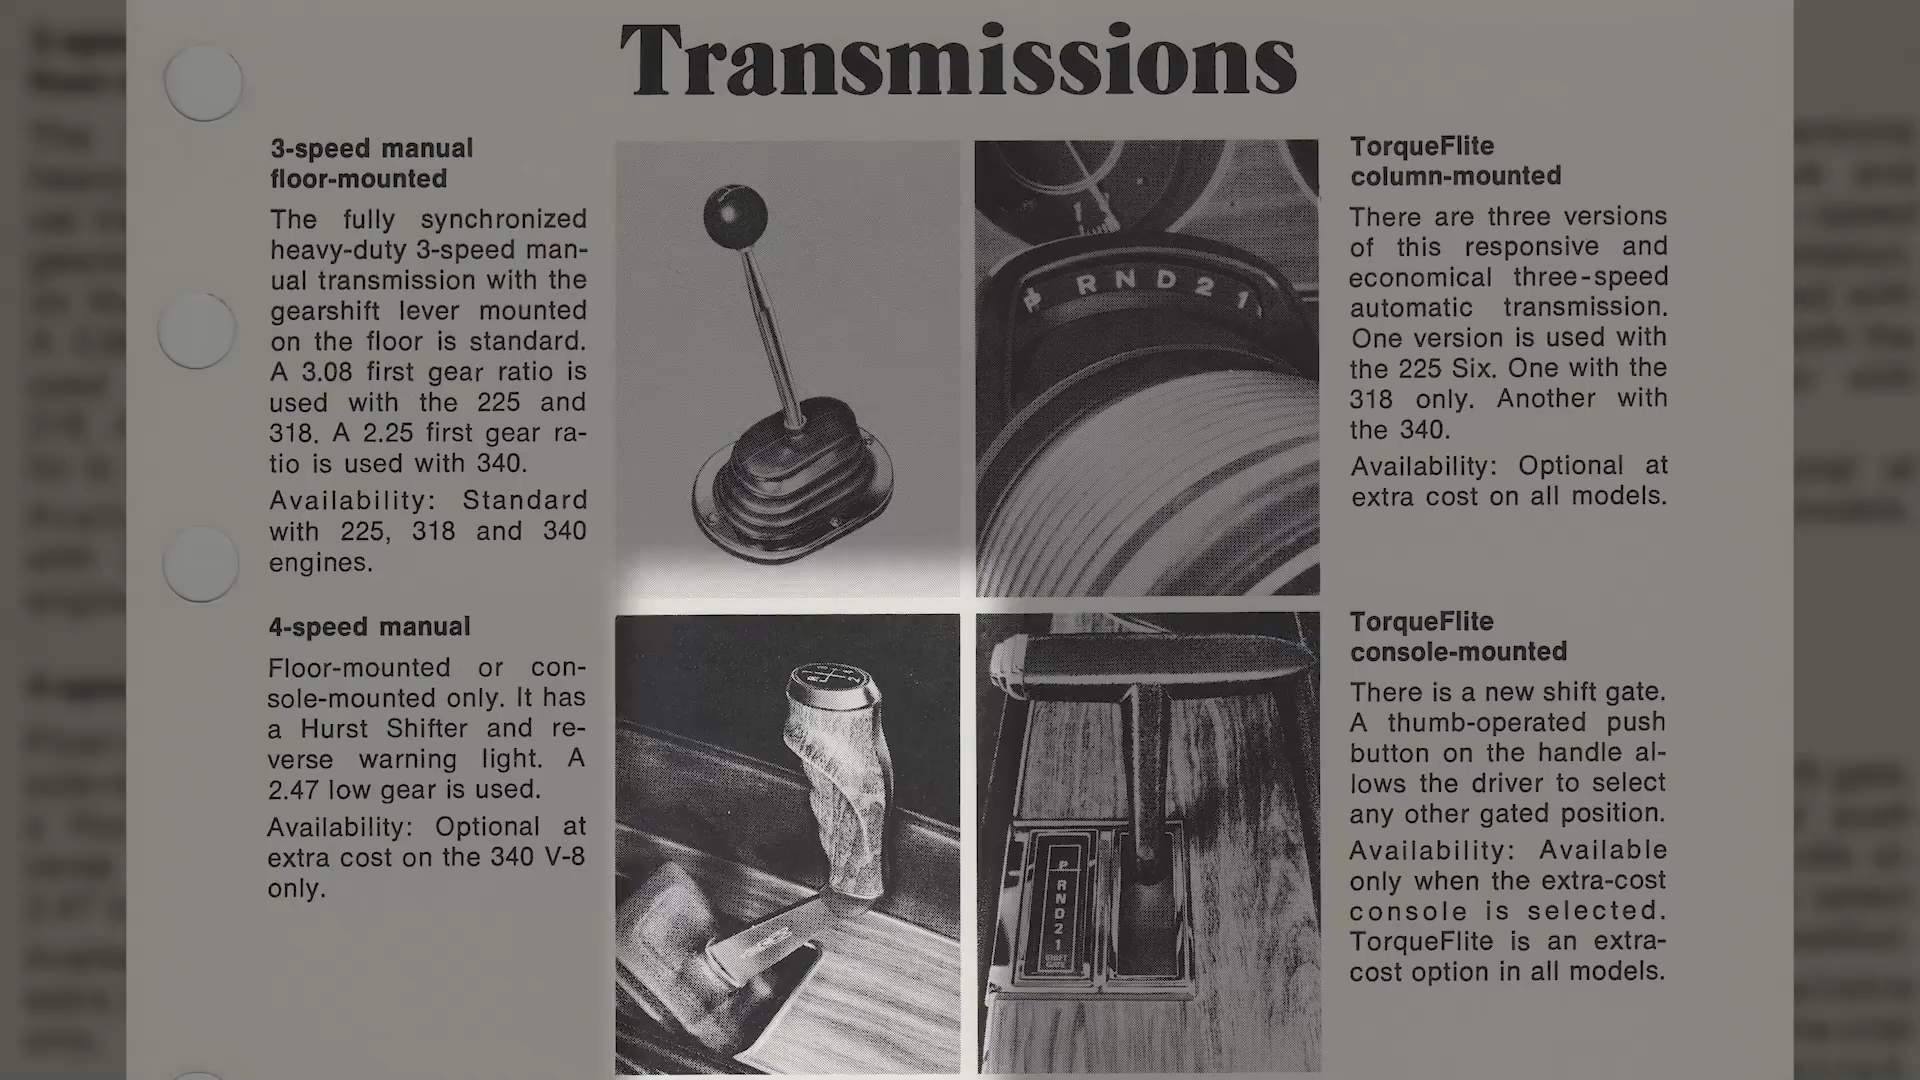 Transmissions
3-speed manual
floor-mounted
The fully synchronized
heavy-duty 3-speed man-
ual transmission with the
gearshift lever mounted
on the floor is standard.
A 3.08 first gear ratio is
used with the 225 and
318. A 2.25 first gear ra-
tio is used with 340.
Availability: Standard
with 225, 318 and 340
engines.
4-speed manual
Floor-mounted or con-
sole-mounted only. It has
a Hurst Shifter and re-
verse warning light. A
2.47 low gear is used.
Availability: Optional at
extra cost on the 340 V-8
only.
P R N D 2 1
P
R
N
D
2
1
SHIFT
GATE
TorqueFlite
column-mounted
There are three versions
of this responsive and
economical three-speed
automatic transmission.
One version is used with
the 225 Six. One with the
318 only. Another with
the 340.
Availability: Optional at
extra cost on all models.
TorqueFlite
console-mounted
There is a new shift gate.
A thumb-operated push
button on the handle al-
lows the driver to select
any other gated position.
Availability: Available
only when the extra-cost
console is selected.
TorqueFlite is an extra-
cost option in all models.